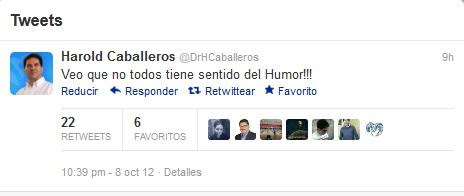 Tweets
Harold Caballeros @DrHCaballeros 9h
Veo que no todos tiene sentido del Humor!!!
Reducir Responder Retwittear Favorito
22 6
RETWEETS FAVORITOS
10:39 pm - 8 oct 12 · Detalles